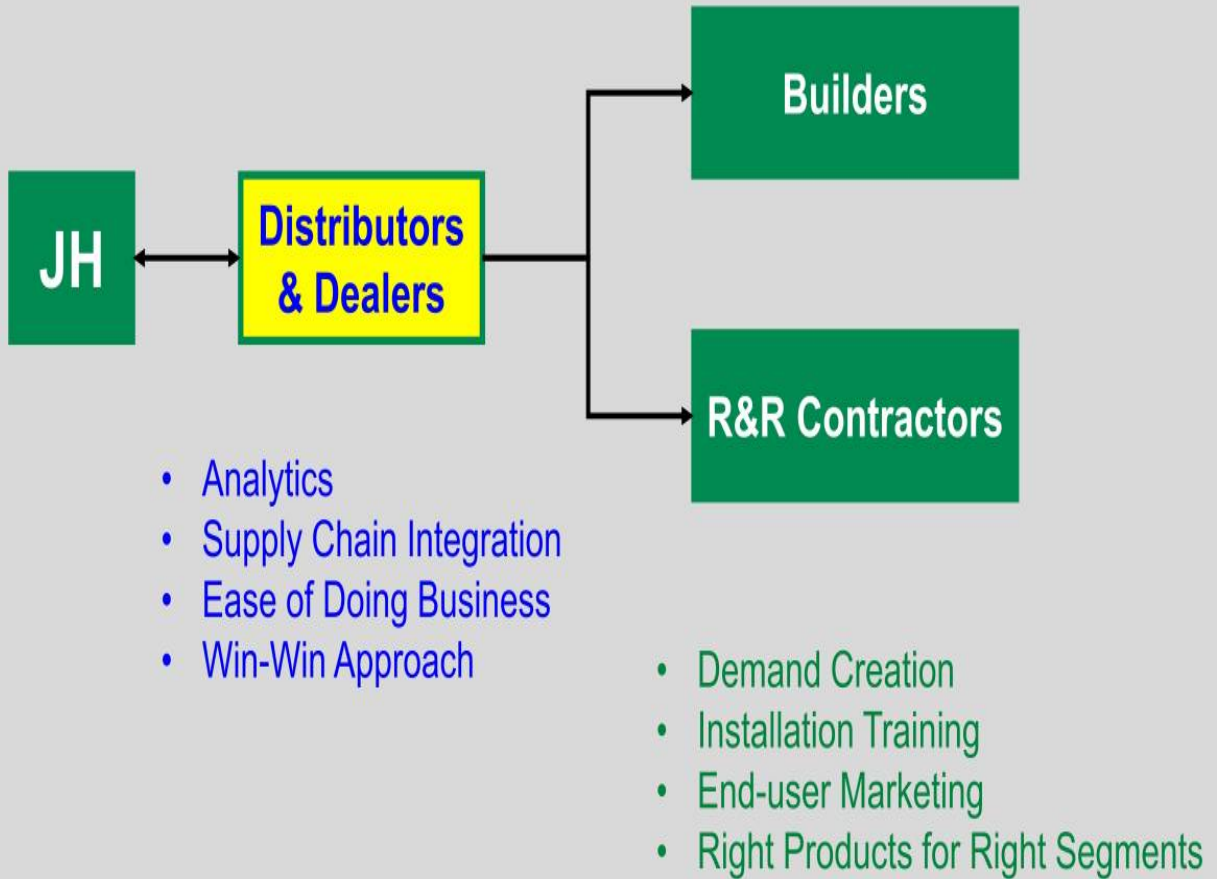 Builders
JH
Distributors
& Dealers
R&R Contractors
• Analytics
• Supply Chain Integration
• Ease of Doing Business
• Win-Win Approach
• Demand Creation
• Installation Training
• End-user Marketing
• Right Products for Right Segments